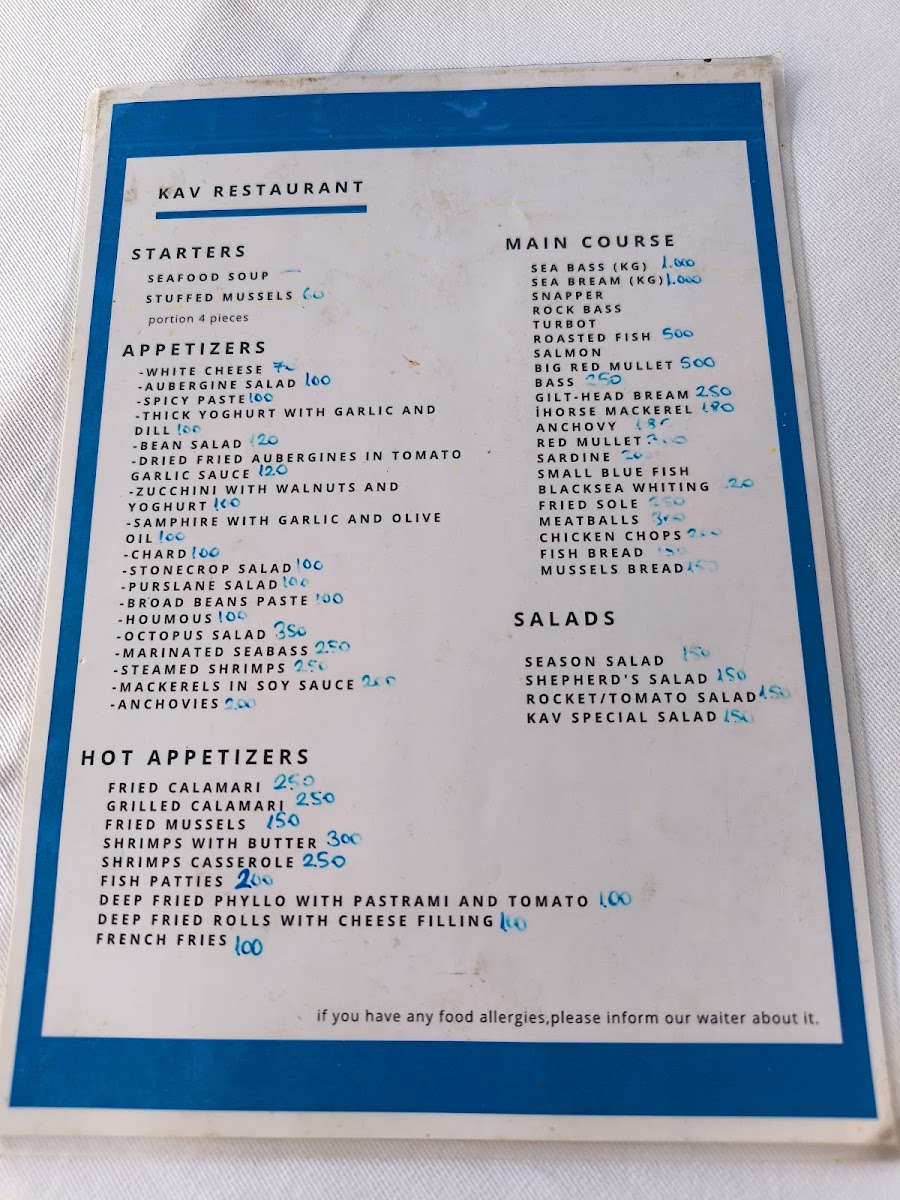 KAV RESTAURANT
STARTERS
SEAFOOD SOUP
STUFFED MUSSELS 60
portion 4 pieces
APPETIZERS
-WHITE CHEESE
-AUBERGINE SALAD 100
-SPICY PASTE 100
-THICK YOGHURT WITH GARLIC AND
DILL 100
-BEAN SALAD 120
-DRIED FRIED AUBERGINES IN TOMATO
GARLIC SAUCE 120
-ZUCCHINI WITH WALNUTS AND
YOGHURT 100
-SAMPHIRE WITH GARLIC AND OLIVE
OIL 100
-CHARD 100
-STONECROP SALAD 100
-PURSLANE SALAD 100
-BROAD BEANS PASTE 100
-HOUMOUS 100
-OCTOPUS SALAD 350
-MARINATED SEABASS 250
-STEAMED SHRIMPS 250
-MACKERELS IN SOY SAUCE 200
-ANCHOVIES 200
HOT APPETIZERS
FRIED CALAMARI 250
GRILLED CALAMARI 250
FRIED MUSSELS 150
SHRIMPS WITH BUTTER 300
SHRIMPS CASSEROLE 250
FISH PATTIES 200
DEEP FRIED PHYLLO WITH PASTRAMI AND TOMATO 100
DEEP FRIED ROLLS WITH CHEESE FILLING 100
FRENCH FRIES 100
MAIN COURSE
SEA BASS (KG) 1.000
SEA BREAM (KG) 1.000
SNAPPER
ROCK BASS
TURBOT
ROASTED FISH 500
SALMON
BIG RED MULLET 500
BASS 250
GILT-HEAD BREAM 250
İHORSE MACKEREL 180
ANCHOVY
RED MULLET 300
SARDINE
SMALL BLUE FISH
BLACKSEA WHITING
FRIED SOLE
MEATBALLS 300
CHICKEN CHOPS
FISH BREAD
MUSSELS BREAD 150
SALADS
SEASON SALAD 150
SHEPHERD'S SALAD 150
ROCKET/TOMATO SALAD 150
KAV SPECIAL SALAD 150
if you have any food allergies,please inform our waiter about it.